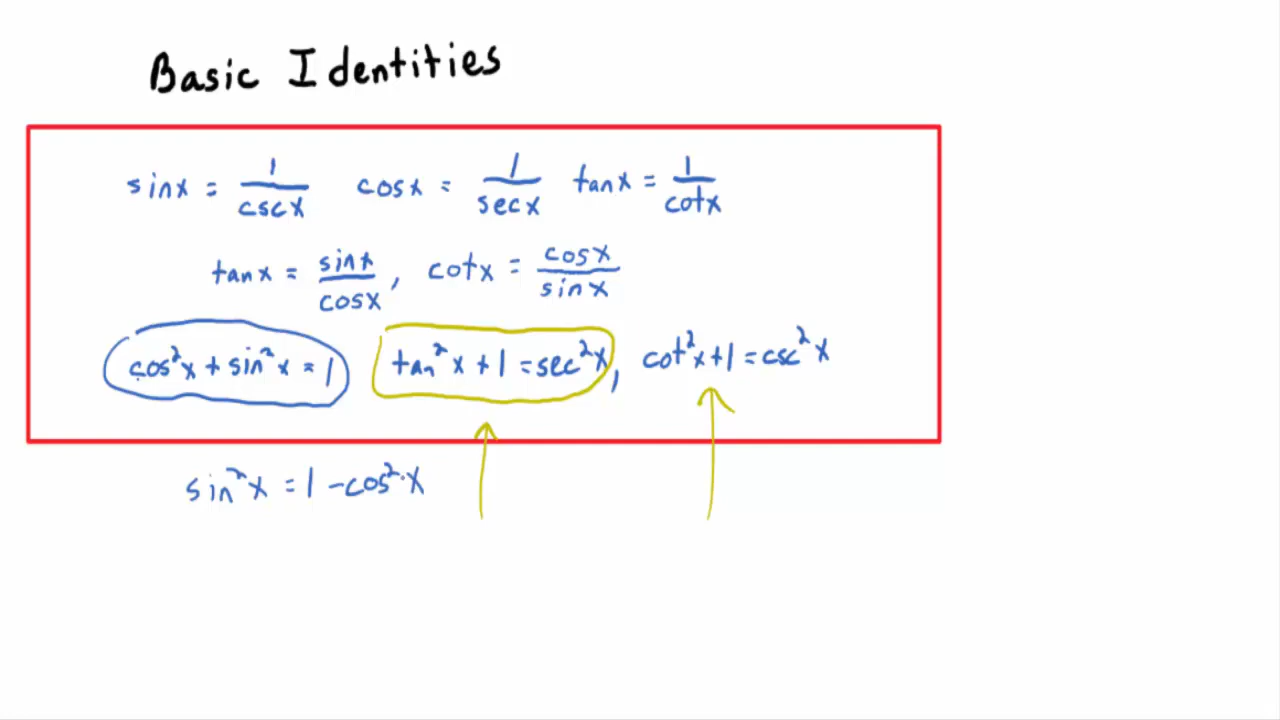 Basic Identities
sinx = 1/cscx cosx = 1/secx tanx = 1/cotx
tanx = sinx/cosx, cotx = cosx/sinx
cos²x + sin²x = 1 tan²x + 1 = sec²x, cot²x + 1 = csc²x
sin²x = 1 - cos²x